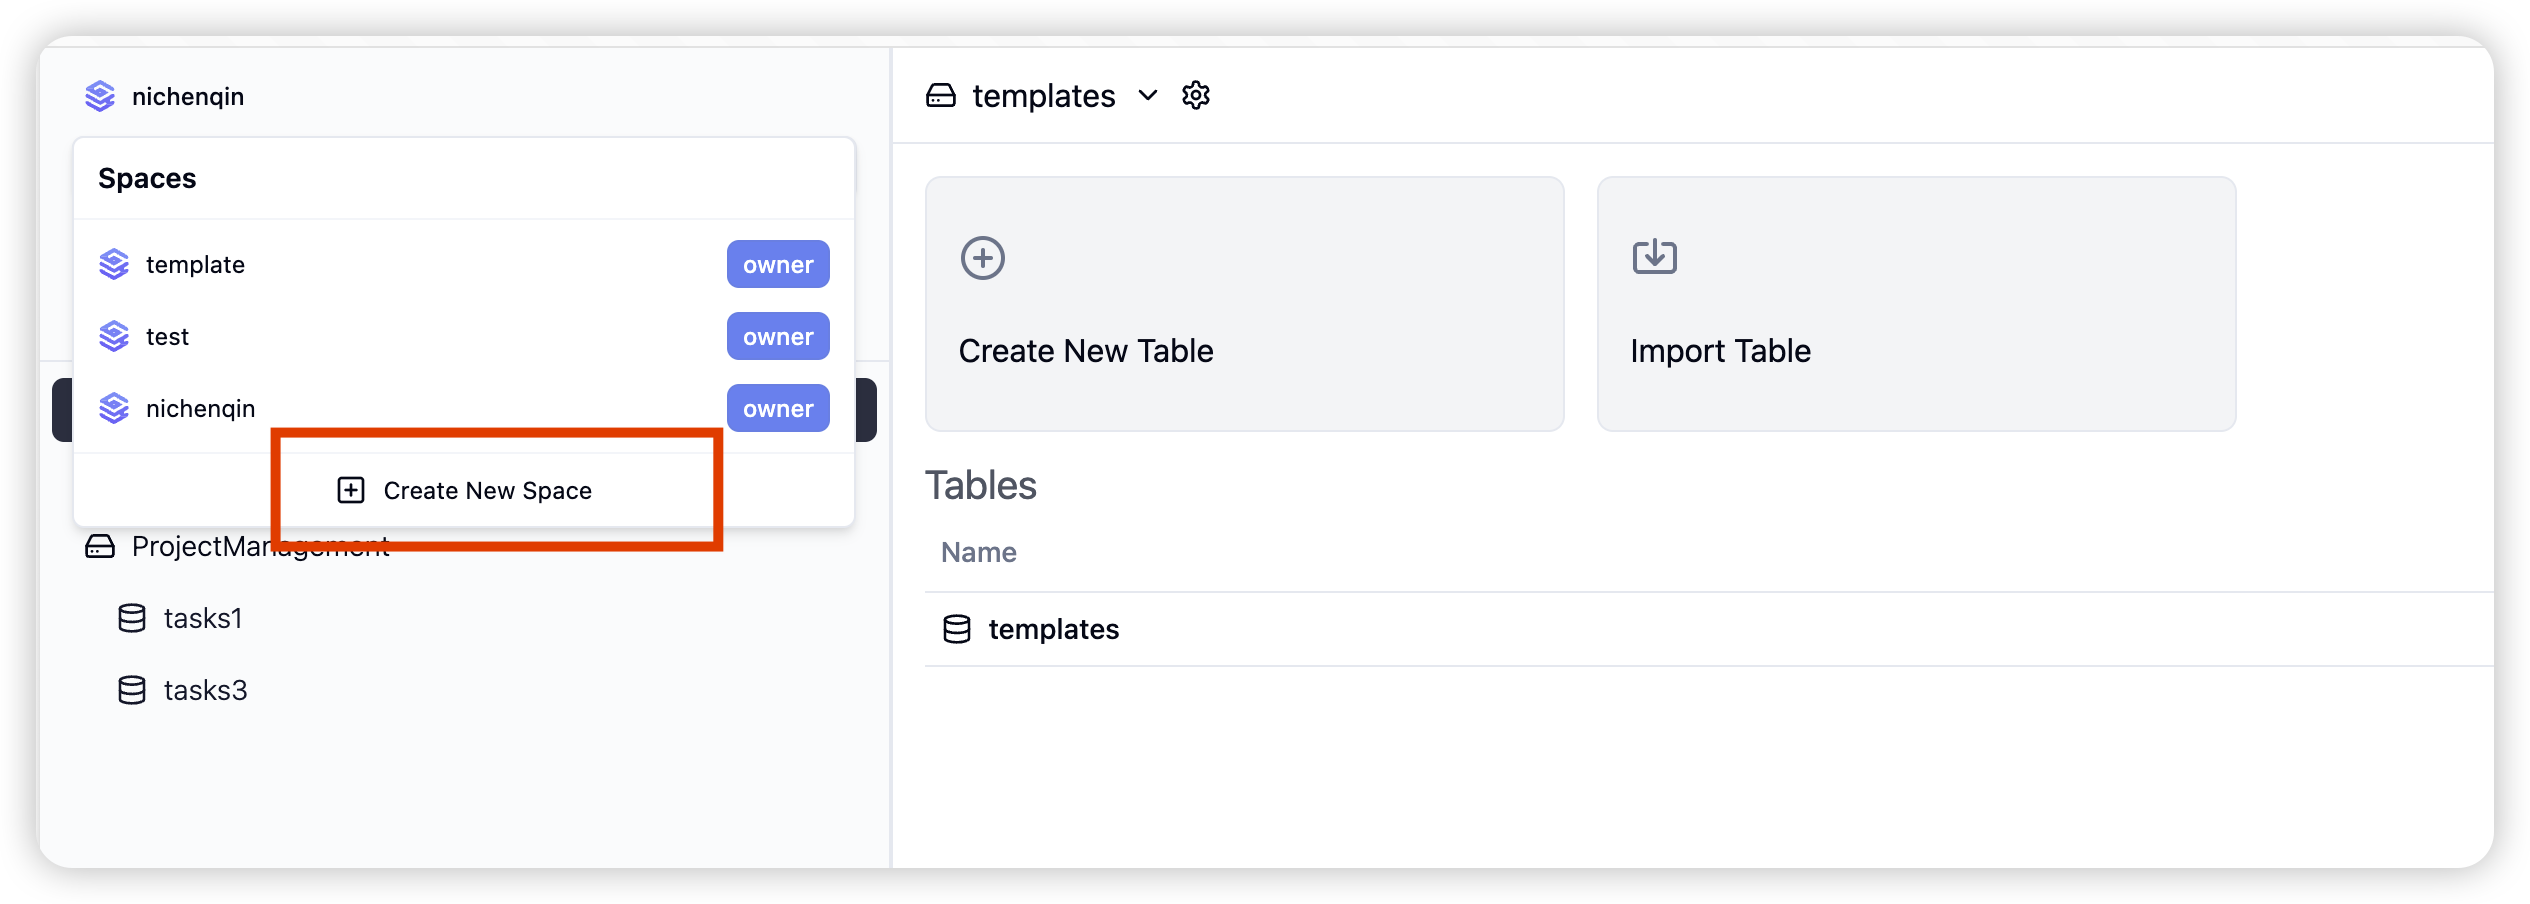 nichenqin
Spaces
template owner
test owner
nichenqin owner
Create New Space
ProjectManagement
tasks1
tasks3
templates
Create New Table
Import Table
Tables
Name
templates